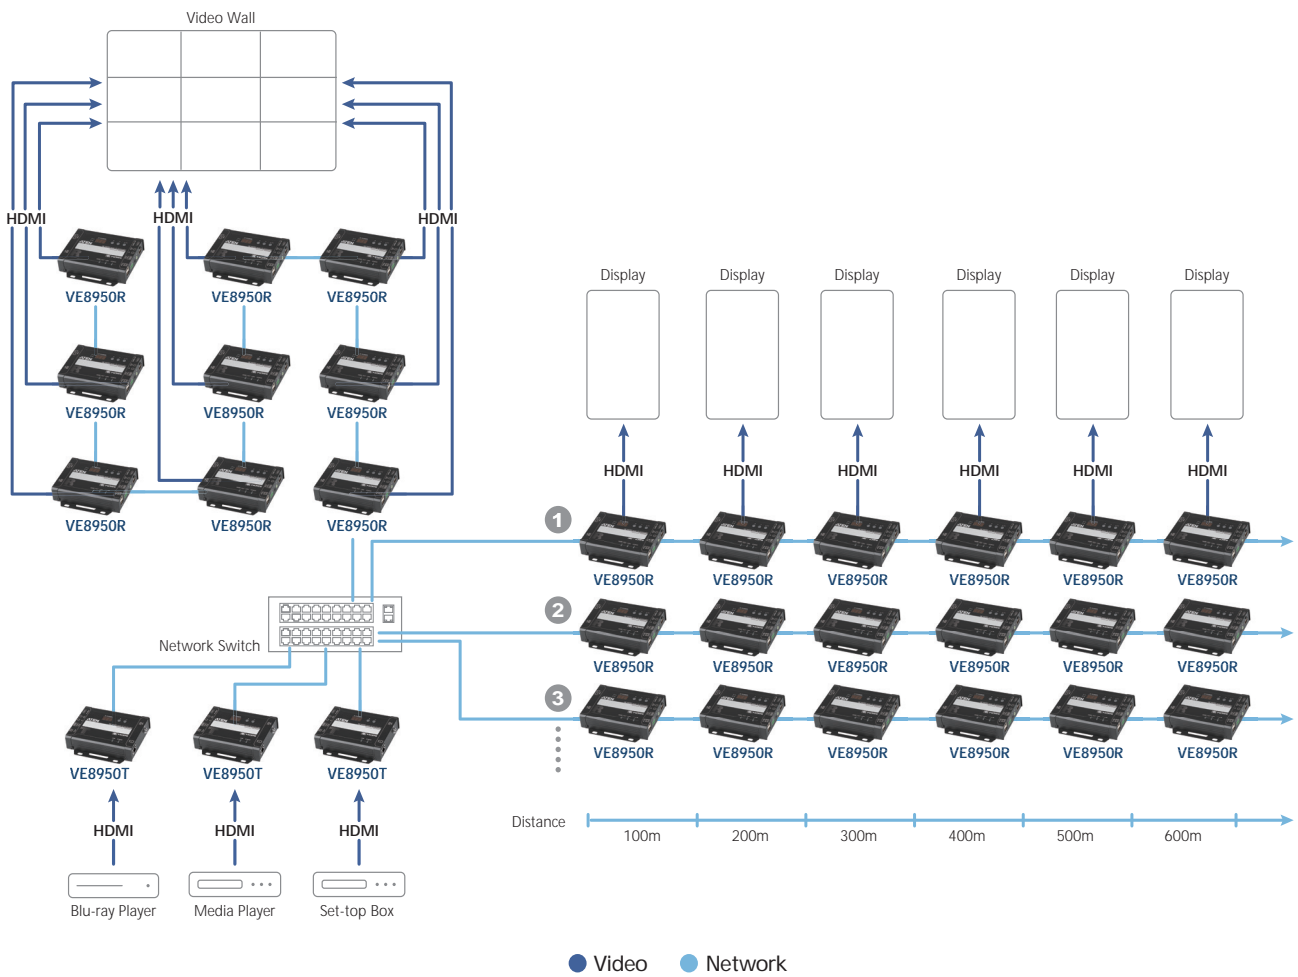 Video Wall
HDMI HDMI HDMI
VE8950R VE8950R VE8950R
VE8950R VE8950R VE8950R
VE8950R VE8950R VE8950R
Network Switch
VE8950T VE8950T VE8950T
HDMI HDMI HDMI
Blu-ray Player Media Player Set-top Box
Display Display Display Display Display Display
HDMI HDMI HDMI HDMI HDMI HDMI
1
VE8950R VE8950R VE8950R VE8950R VE8950R VE8950R
2
VE8950R VE8950R VE8950R VE8950R VE8950R VE8950R
3
VE8950R VE8950R VE8950R VE8950R VE8950R VE8950R
Distance
100m 200m 300m 400m 500m 600m
Video Network